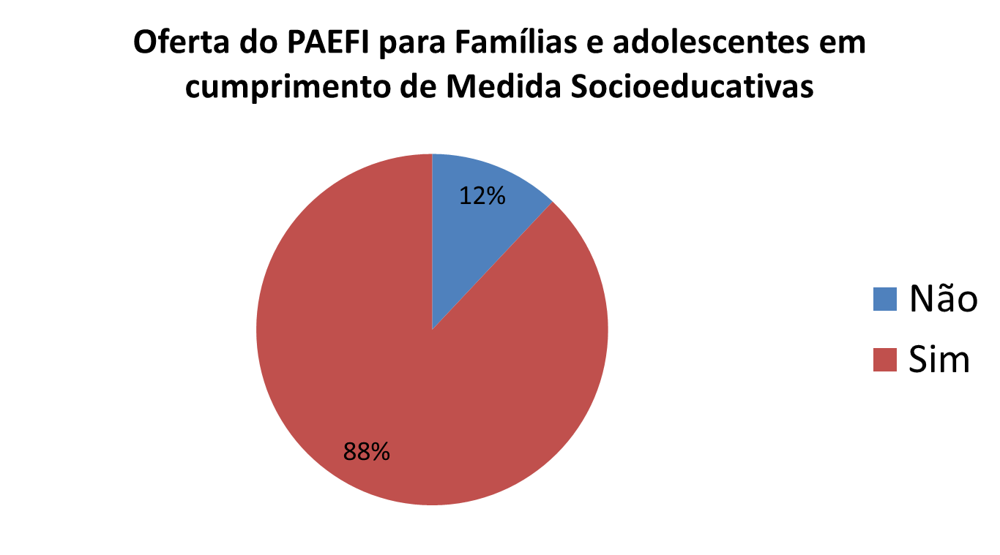 Oferta do PAEFI para Famílias e adolescentes em
cumprimento de Medida Socioeducativas
12%
88%
Não
Sim